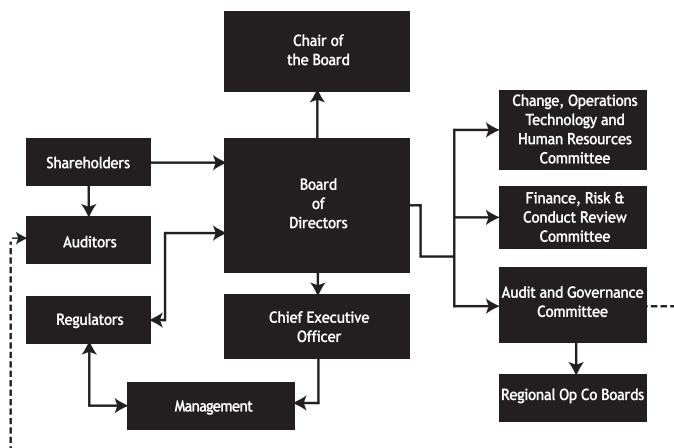 Chair of
the Board
Change, Operations
Technology and
Human Resources
Committee
Shareholders
Board
of
Directors
Finance, Risk &
Conduct Review
Committee
Auditors
Audit and Governance
Committee
Regulators
Chief Executive
Officer
Regional Op Co Boards
Management